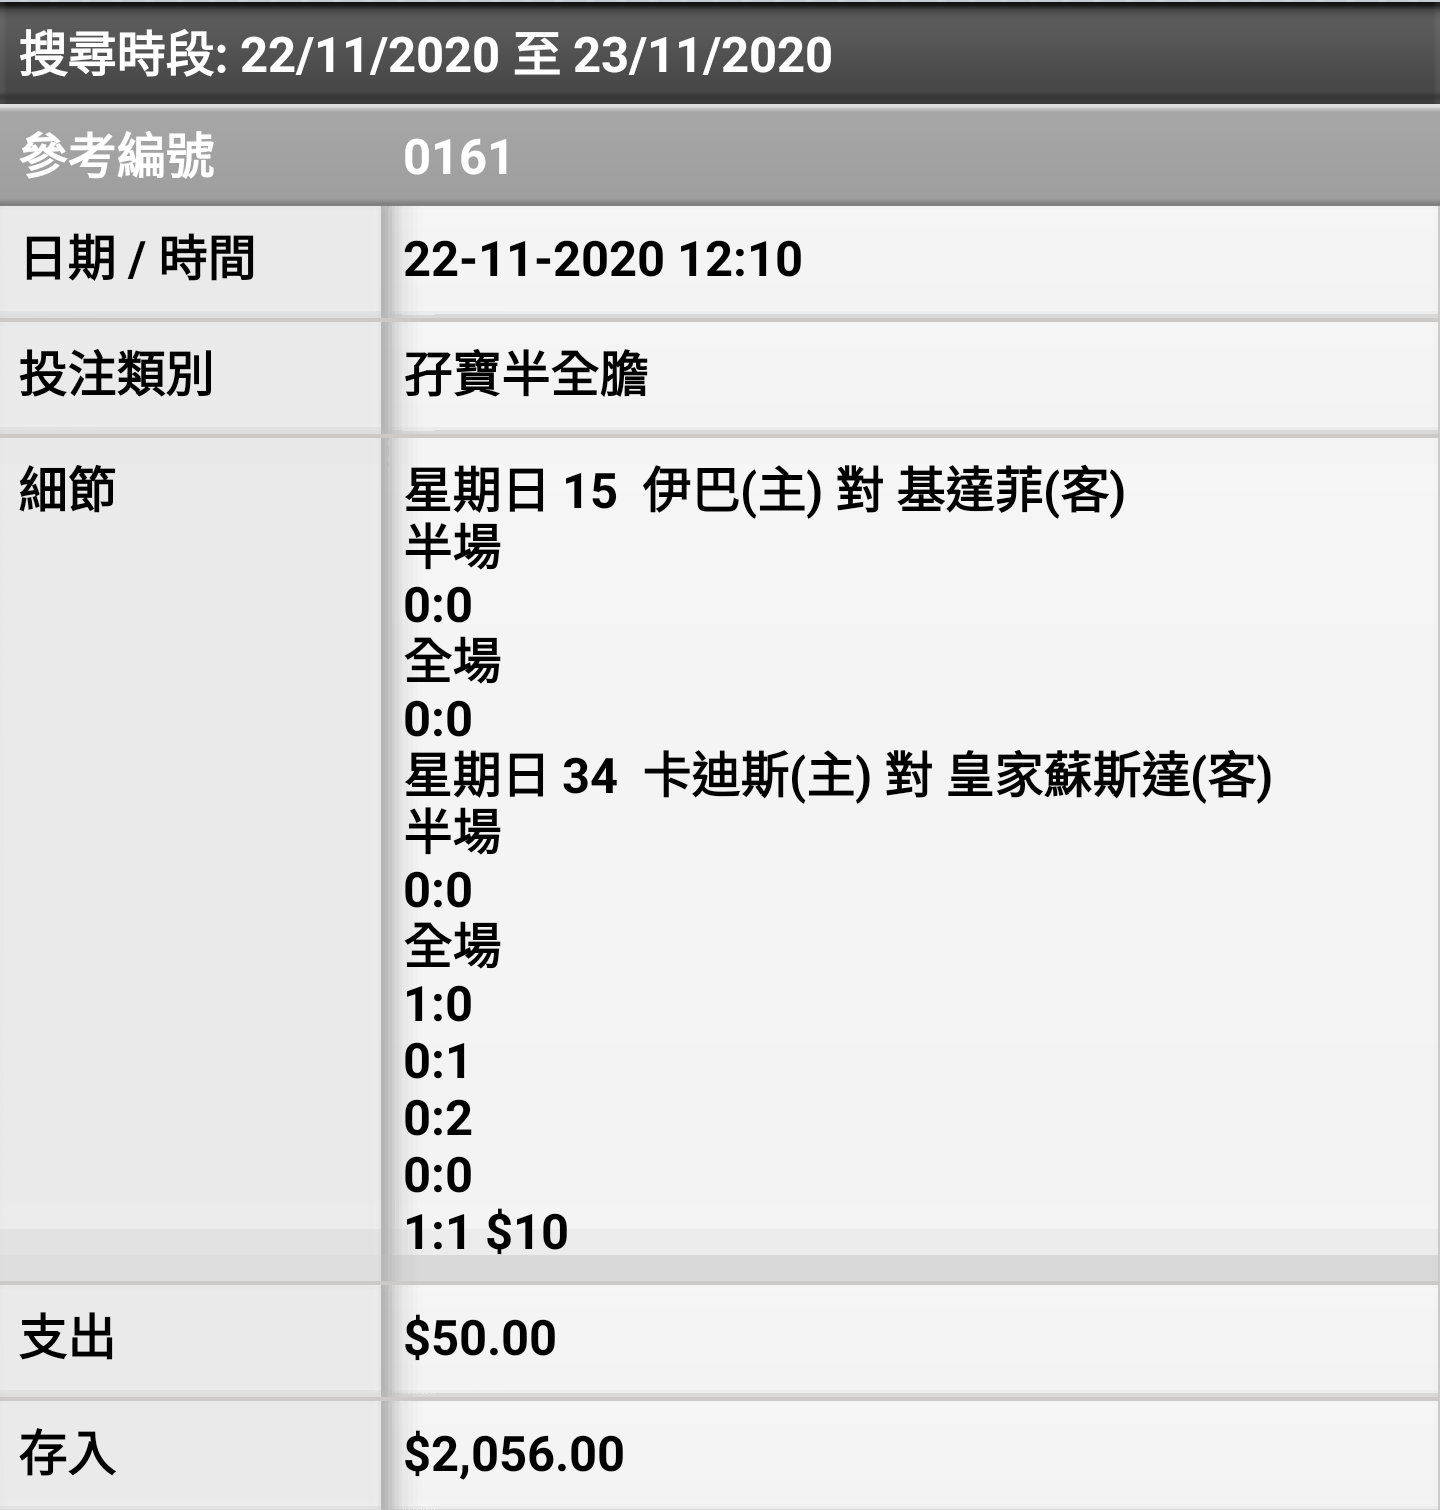 搜尋時段: 22/11/2020 至 23/11/2020
參考編號 0161
日期 / 時間 22-11-2020 12:10
投注類別 孖寶半全膽
細節 星期日 15 伊巴(主) 對 基達菲(客)
半場
0:0
全場
0:0
星期日 34 卡迪斯(主) 對 皇家蘇斯達(客)
半場
0:0
全場
1:0
0:1
0:2
0:0
1:1 $10
支出 $50.00
存入 $2,056.00